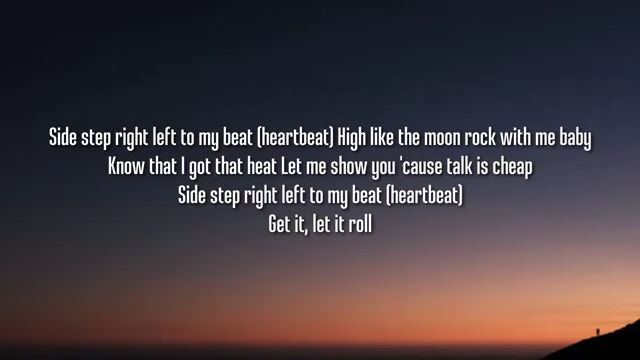 Side step right left to my beat (heartbeat) High like the moon rock with me baby
Know that I got that heat Let me show you 'cause talk is cheap
Side step right left to my beat (heartbeat)
Get it, let it roll